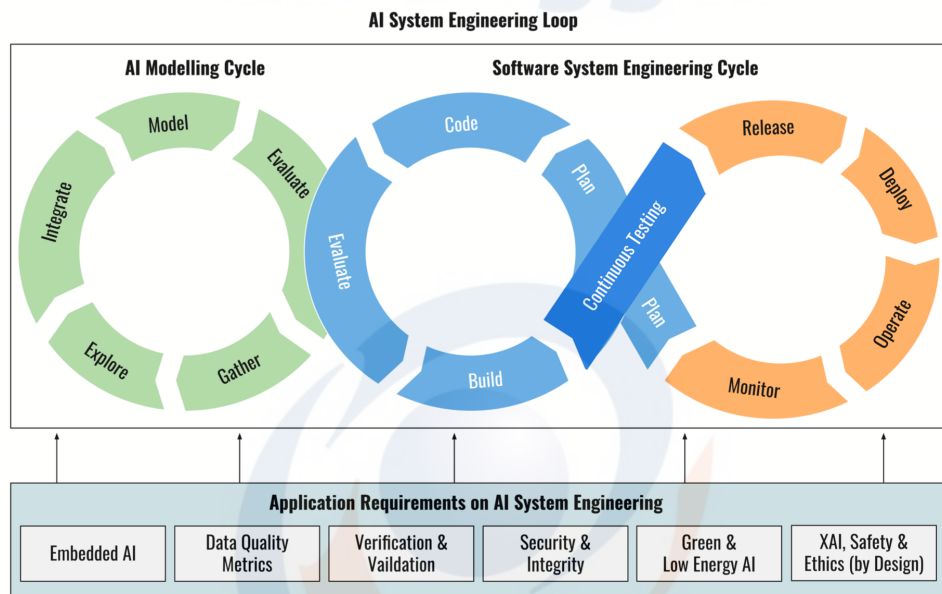 AI System Engineering Loop
AI Modelling Cycle
Software System Engineering Cycle
Model
Evaluate
Integrate
Explore
Gather
Code
Plan
Evaluate
Build
Continuous Testing
Plan
Release
Deploy
Operate
Monitor
Application Requirements on AI System Engineering
Embedded AI
Data Quality
Metrics
Verification &
Vaildation
Security &
Integrity
Green &
Low Energy AI
XAI, Safety &
Ethics (by Design)